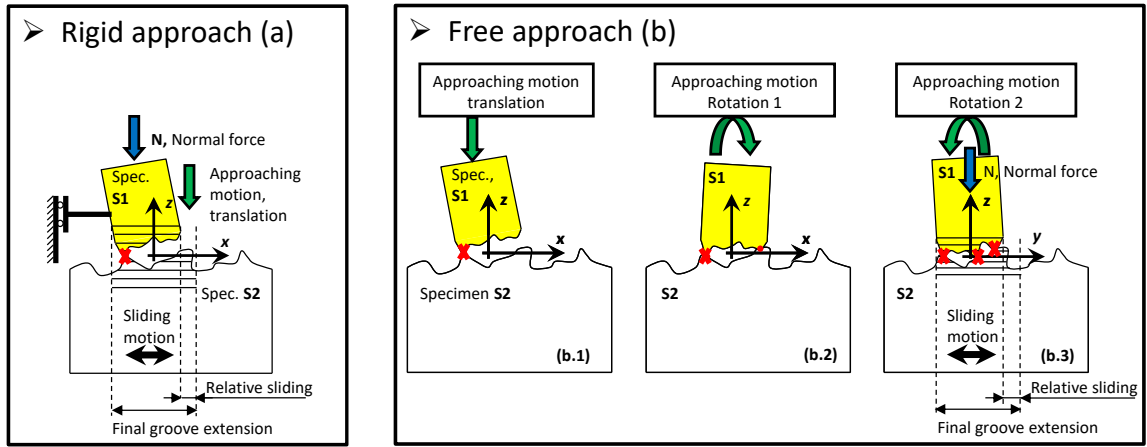 ➢ Rigid approach (a)
N, Normal force
Spec.
S1
Approaching
motion,
translation
z
x
Spec. S2
Sliding
motion
Relative sliding
Final groove extension
➢ Free approach (b)
Approaching motion
translation
Spec.,
S1
z
x
Specimen S2
(b.1)
Approaching motion
Rotation 1
S1
z
x
S2
(b.2)
Approaching motion
Rotation 2
S1
N, Normal force
z
y
S2
Sliding
motion
(b.3)
Relative sliding
Final groove extension